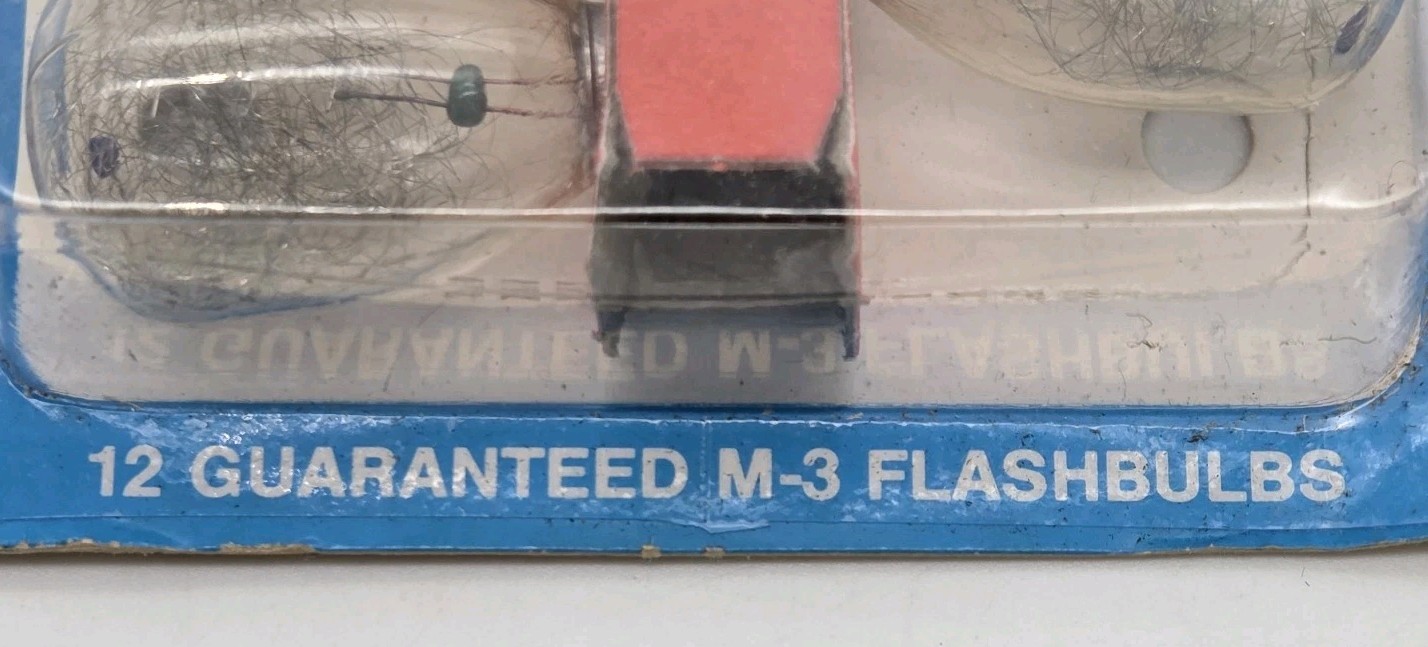 12 GUARANTEED M-3 FLASHBULBS